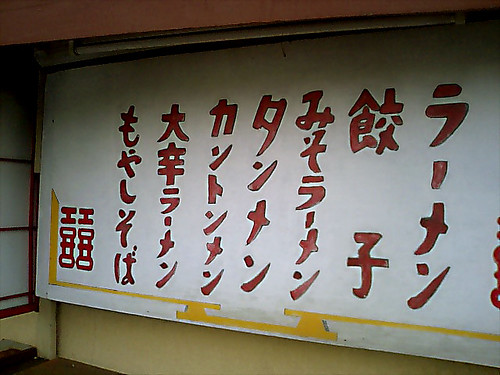 ラーメン
餃子
みそラーメン
タンメン
カントンメン
大辛ラーメン
もやしそば
囍